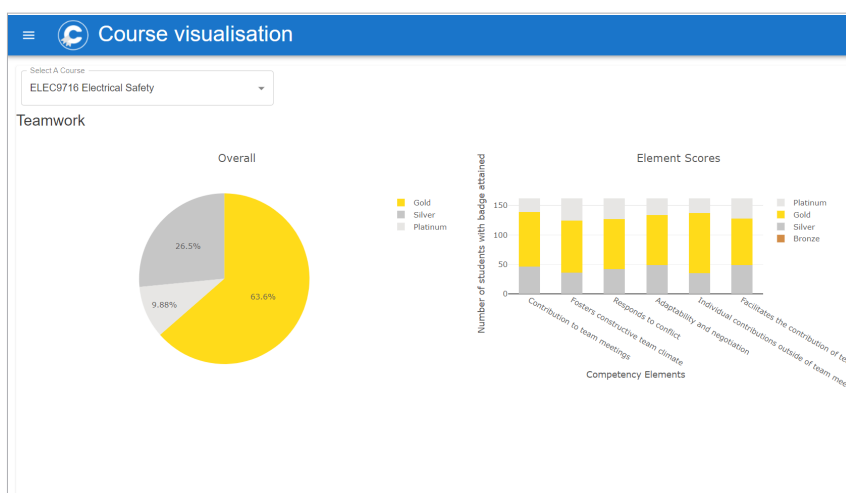 Course visualisation
Select A Course
ELEC9716 Electrical Safety
Teamwork
Overall
Gold
Silver
Platinum
26.5%
9.88%
63.6%
Element Scores
Number of students with badge attained
150
100
50
0
Contribution to team meetings
Fosters constructive team climate
Responds to conflict
Adaptability and negotiation
Individual contributions outside of team mee
Facilitates the contribution of te
Competency Elements
Platinum
Gold
Silver
Bronze